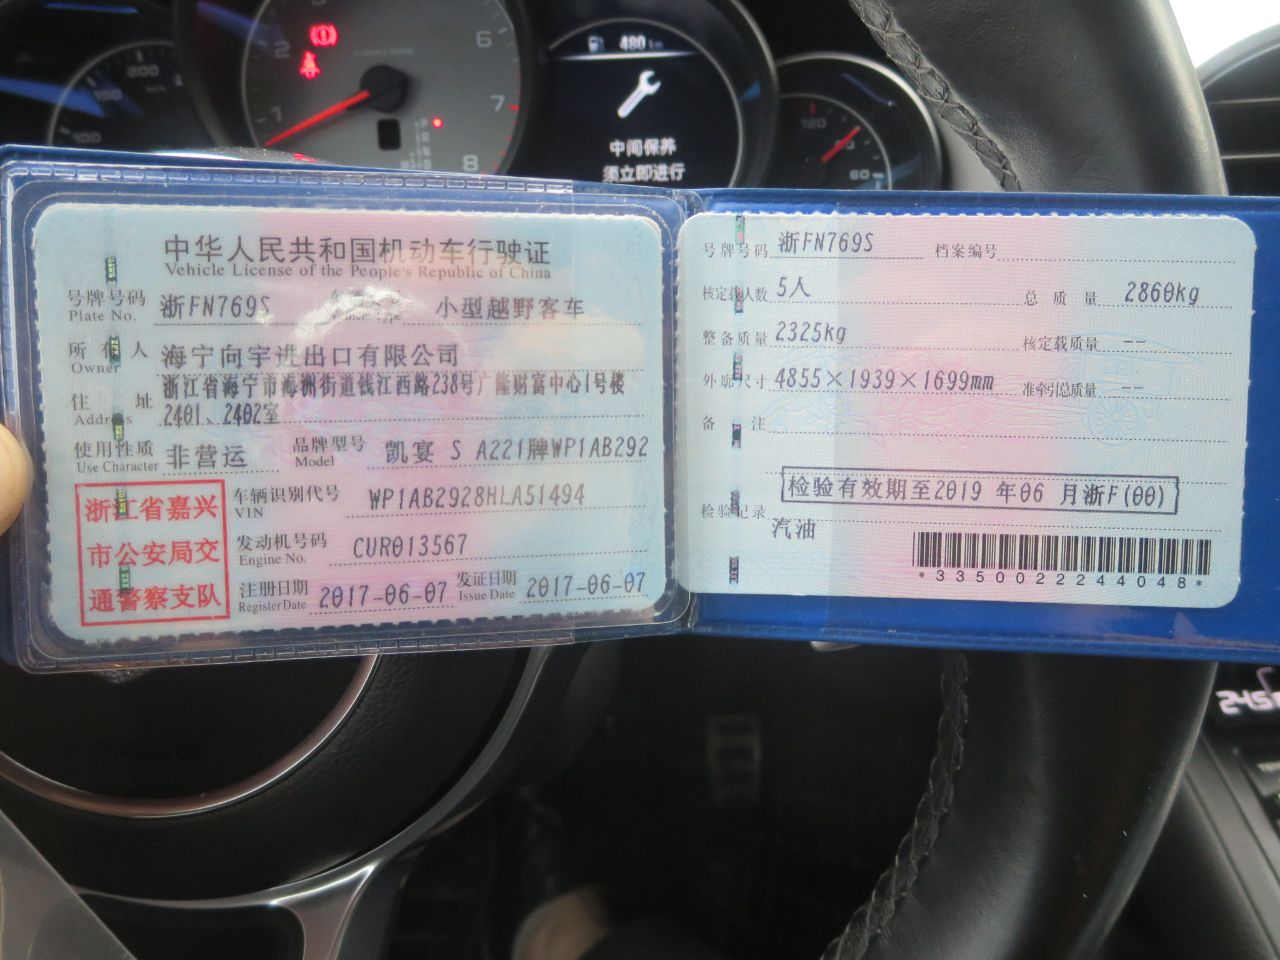 2
6
7
1
8
200
100
480 km
中间保养
须立即进行
120
60
中华人民共和国机动车行驶证
Vehicle License of the People's Republic of China
号牌号码 浙FN769S 小型越野客车
Plate No. Vehicle Type
所有人 海宁向宇进出口有限公司
Owner
住址 浙江省海宁市海洲街道钱江西路238号广隆财富中心1号楼
Address 2401、2402室
使用性质 非营运 品牌型号 凯宴 S A221牌WP1AB292
Use Character Model
浙江省嘉兴
市公安局交
通警察支队
车辆识别代号 WP1AB2928HLA51494
VIN
发动机号码 CUR013567
Engine No.
注册日期 2017-06-07 发证日期 2017-06-07
Register Date Issue Date
号牌号码 浙FN769S 档案编号
核定载人数 5人 总质量 2860kg
整备质量 2325kg 核定载质量 --
外廓尺寸 4855×1939×1699mm 准牵引总质量 --
备注
检验有效期至2019 年06 月浙F(00)
检验记录 汽油
*3350022244048*